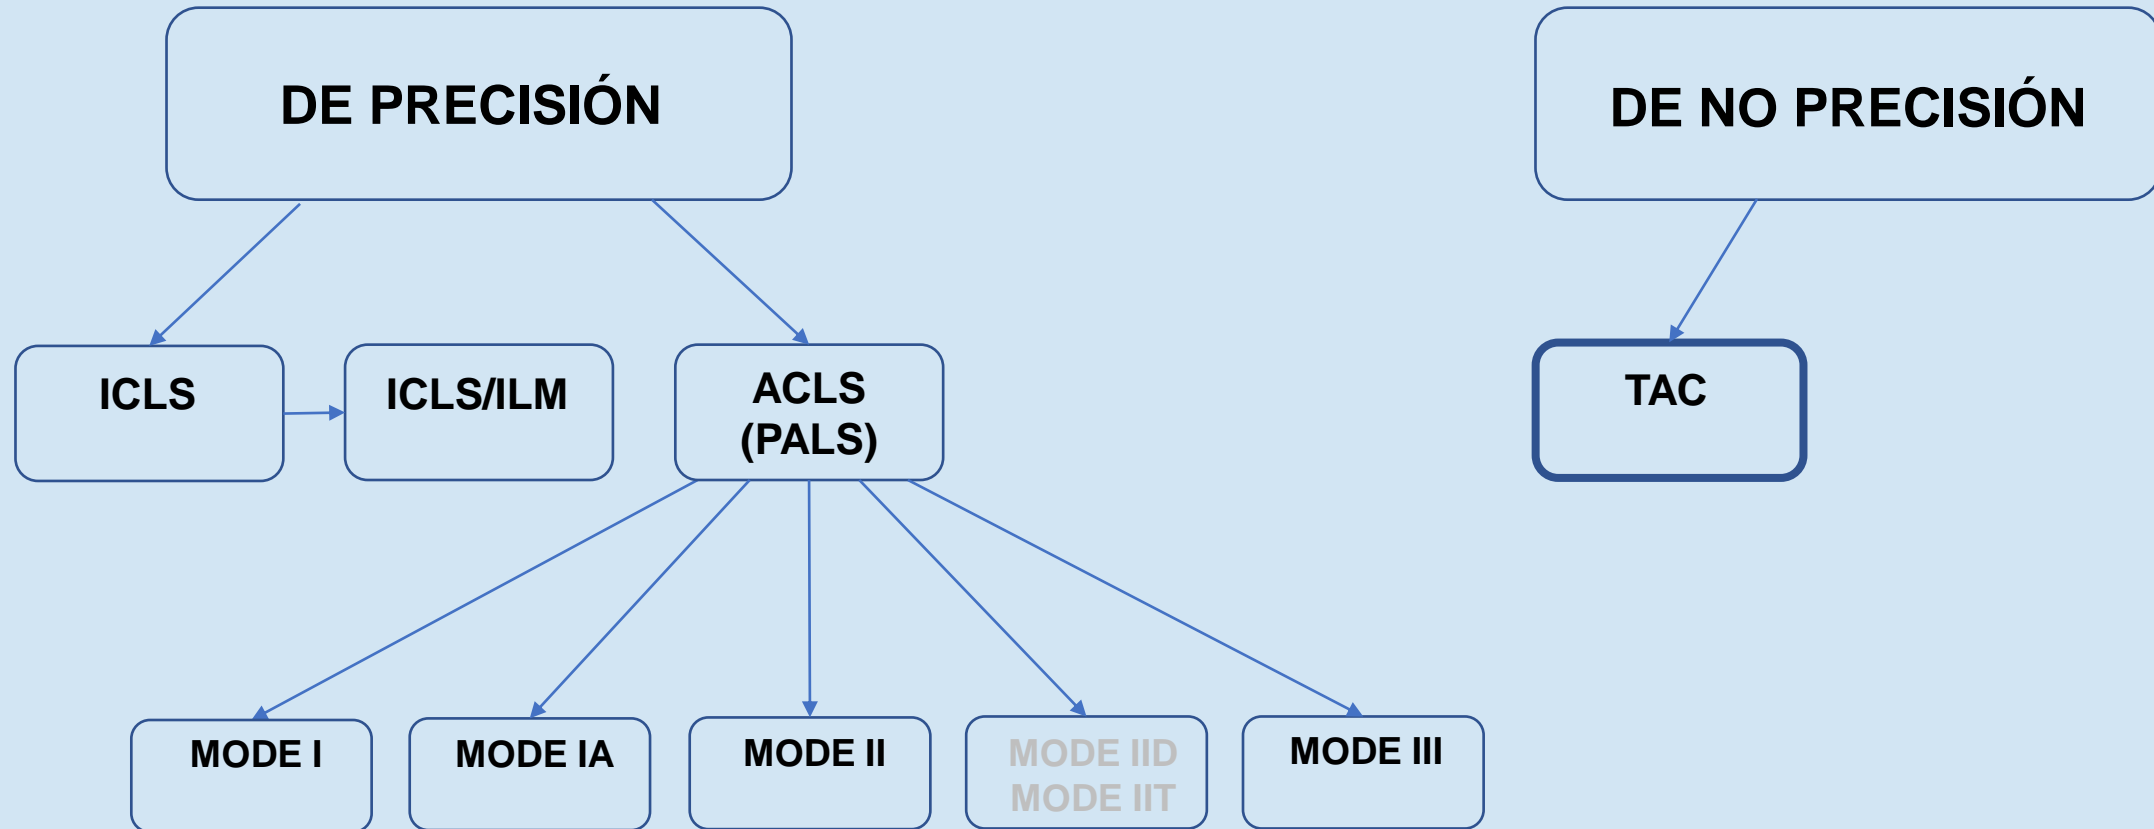 DE PRECISIÓN
DE NO PRECISIÓN
ICLS
ICLS/ILM
ACLS
(PALS)
TAC
MODE I
MODE IA
MODE II
MODE IID
MODE IIT
MODE III